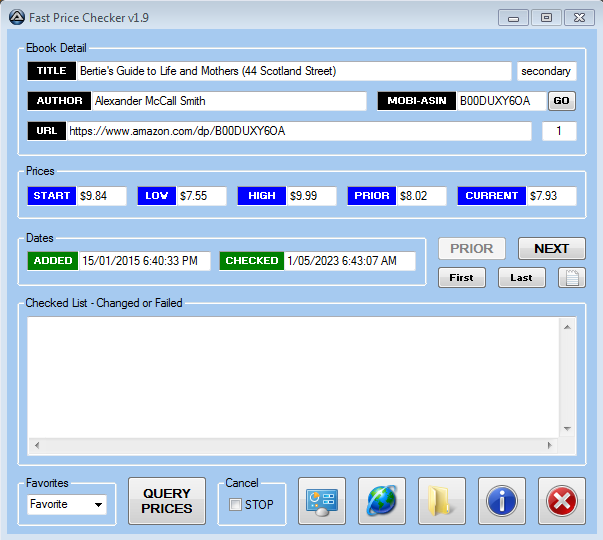 Fast Price Checker v1.9
Ebook Detail
TITLE Bertie's Guide to Life and Mothers (44 Scotland Street) secondary
AUTHOR Alexander McCall Smith MOBI-ASIN B00DUXY6OA GO
URL https://www.amazon.com/dp/B00DUXY6OA 1
Prices
START $9.84 LOW $7.55 HIGH $9.99 PRIOR $8.02 CURRENT $7.93
Dates
ADDED 15/01/2015 6:40:33 PM CHECKED 1/05/2023 6:43:07 AM PRIOR NEXT
First Last
Checked List - Changed or Failed
Favorites Cancel
Favorite QUERY PRICES STOP